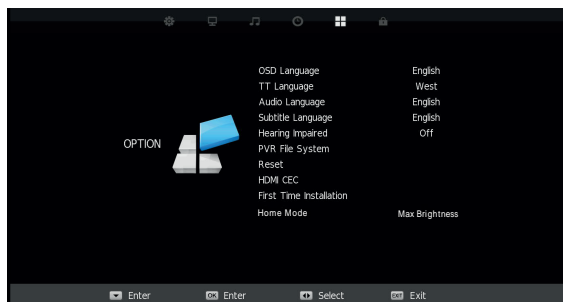 OPTION
OSD Language English
TT Language West
Audio Language English
Subtitle Language English
Hearing Impaired Off
PVR File System
Reset
HDMI CEC
First Time Installation
Home Mode Max Brightness
Enter OK Enter Select EXIT Exit